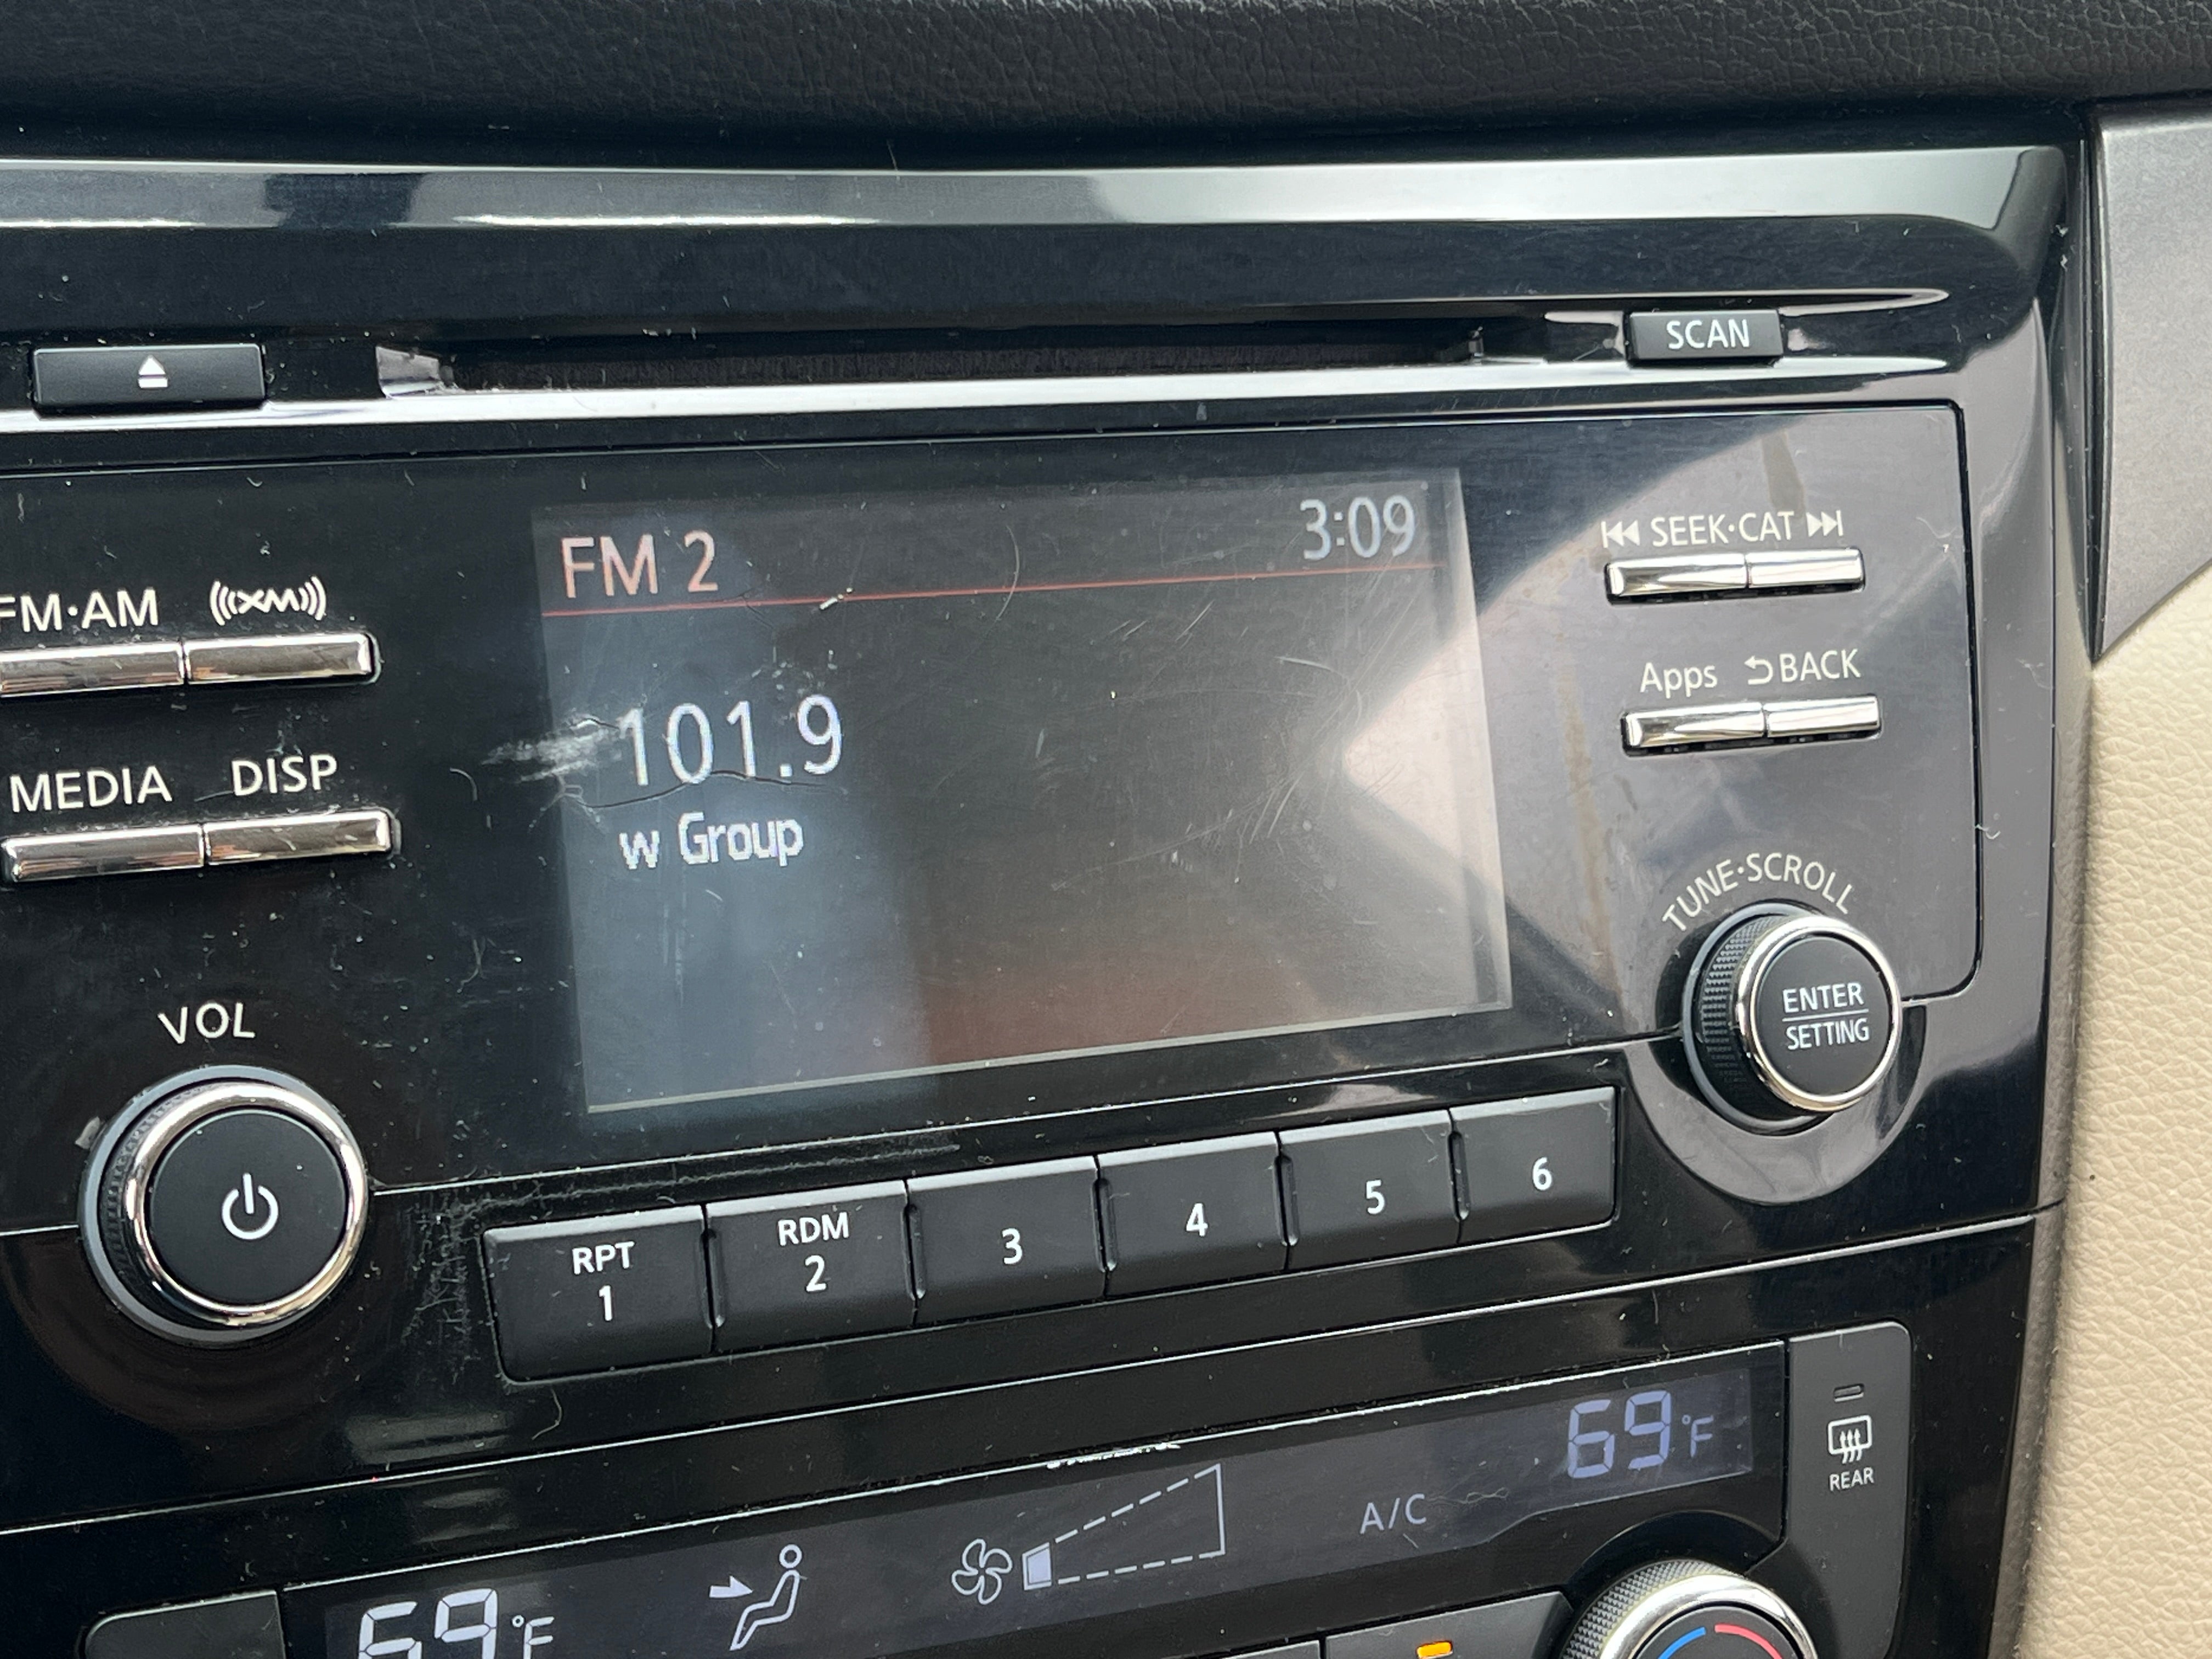 SCAN
FM 2 3:09
SEEK·CAT
FM·AM
((XM))
101.9
Apps
BACK
MEDIA
DISP
w Group
TUNE·SCROLL
ENTER
SETTING
VOL
RPT
1
RDM
2
3
4
5
6
69°F
A/C
REAR
69°F